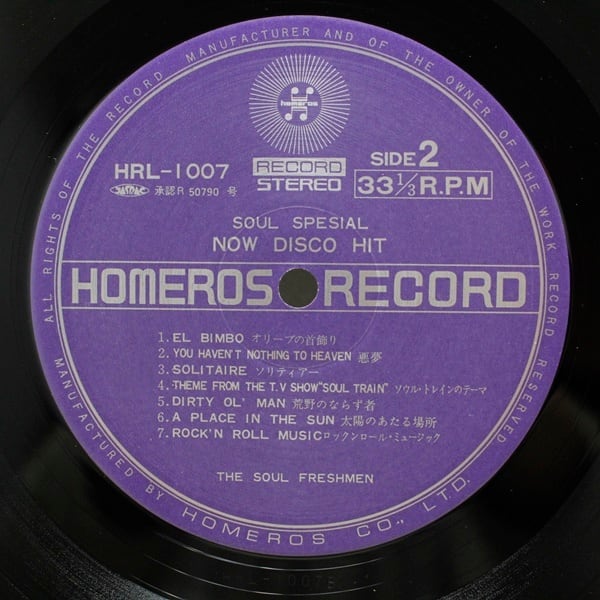 ALL RIGHTS OF THE RECORD MANUFACTURER AND OF THE OWNER OF THE WORK RECORD RESERVED
homeros
HRL-1007
RECORD
STEREO
SIDE 2
33 1/3 R.P.M
JASRAC 承認R 50790 号
SOUL SPESIAL
NOW DISCO HIT
HOMEROS RECORD
1. EL BIMBO オリーブの首飾り
2. YOU HAVEN'T NOTHING TO HEAVEN 悪夢
3. SOLITAIRE ソリティアー
4. THEME FROM THE T.V SHOW "SOUL TRAIN" ソウル・トレインのテーマ
5. DIRTY OL' MAN 荒野のならず者
6. A PLACE IN THE SUN 太陽のあたる場所
7. ROCK'N ROLL MUSIC ロックンロール・ミュージック
THE SOUL FRESHMEN
MANUFACTURED BY HOMEROS CO., LTD.
HRL-1007B